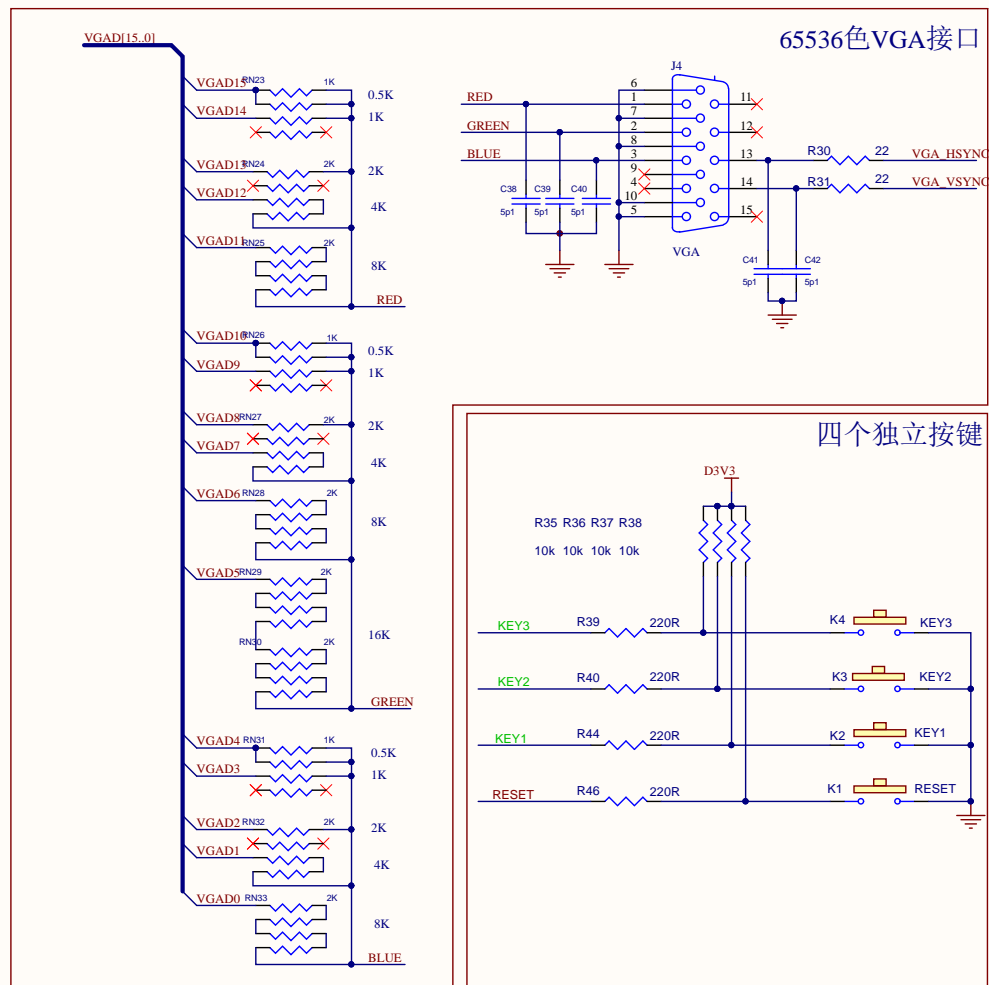 VGAD[15..0]
65536色VGA接口
VGAD15
RN23
1K
0.5K
VGAD14
1K
VGAD13
RN24
2K
2K
VGAD12
4K
VGAD11
RN25
2K
8K
RED
VGAD10
RN26
1K
0.5K
VGAD9
1K
VGAD8
RN27
2K
2K
VGAD7
4K
VGAD6
RN28
2K
8K
VGAD5
RN29
2K
RN30
2K
16K
GREEN
VGAD4
RN31
1K
0.5K
VGAD3
1K
VGAD2
RN32
2K
2K
VGAD1
4K
VGAD0
RN33
2K
8K
BLUE
J4
RED
GREEN
BLUE
6
1
7
2
8
3
9
4
10
5
11
12
13
14
15
VGA
C38
5p1
C39
5p1
C40
5p1
R30
22
VGA_HSYNC
R31
22
VGA_VSYNC
C41
5p1
C42
5p1
四个独立按键
D3V3
R35 R36 R37 R38
10k 10k 10k 10k
KEY3
R39
220R
K4
KEY3
KEY2
R40
220R
K3
KEY2
KEY1
R44
220R
K2
KEY1
RESET
R46
220R
K1
RESET